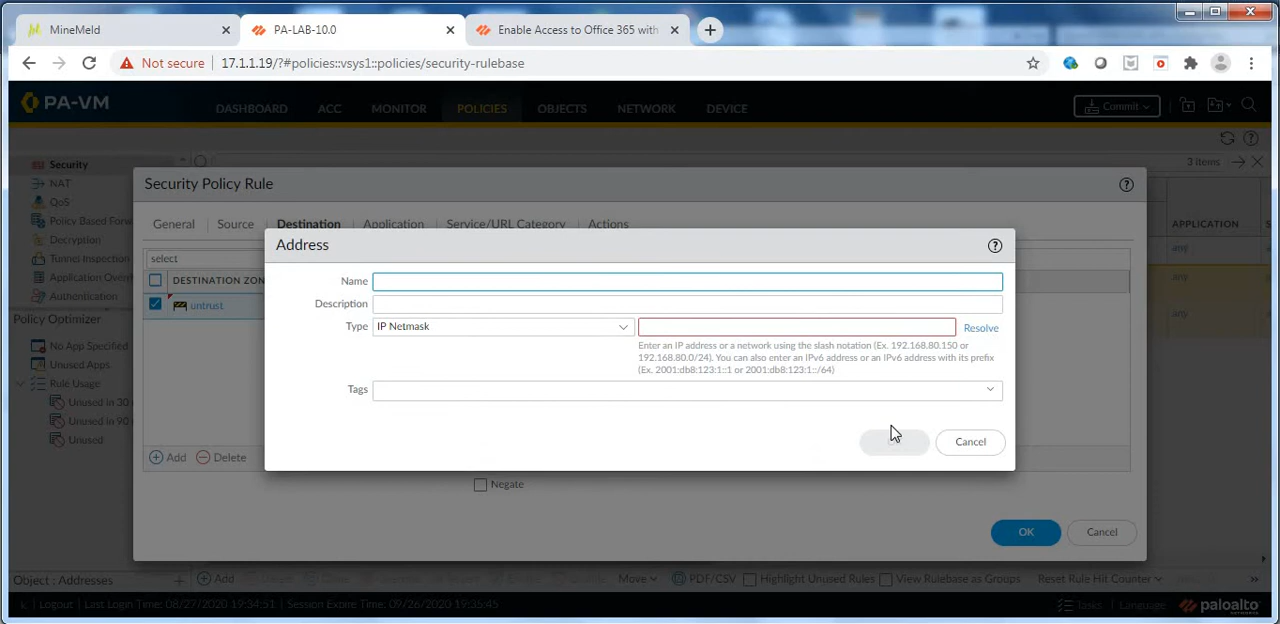 MineMeld
PA-LAB-10.0
Enable Access to Office 365 with
Not secure
17.1.1.19/?#policies::vsys1::policies/security-rulebase
PA-VM
DASHBOARD
ACC
MONITOR
POLICIES
OBJECTS
NETWORK
DEVICE
Commit
Security
3 items
NAT
QoS
Policy Based Forw
Decryption
Tunnel Inspection
Application Overr
Authentication
Policy Optimizer
No App Specified
Unused Apps
Rule Usage
Unused in 30
Unused in 90
Unused
Security Policy Rule
General
Source
Destination
Application
Service/URL Category
Actions
select
DESTINATION ZON
untrust
APPLICATION
S
any
any
any
Address
Name
Description
Type
IP Netmask
Resolve
Enter an IP address or a network using the slash notation (Ex. 192.168.80.150 or
192.168.80.0/24). You can also enter an IPv6 address or an IPv6 address with its prefix
(Ex. 2001:db8:123:1::1 or 2001:db8:123:1::/64)
Tags
Cancel
Add
Delete
Negate
OK
Cancel
Object : Addresses
Add
Move
PDF/CSV
Highlight Unused Rules
View Rulebase as Groups
Reset Rule Hit Counter
Logout
Last Login Time: 08/27/2020 19:34:51
Session Expire Time: 09/26/2020 19:35:45
Tasks
Language
paloalto
NETWORKS